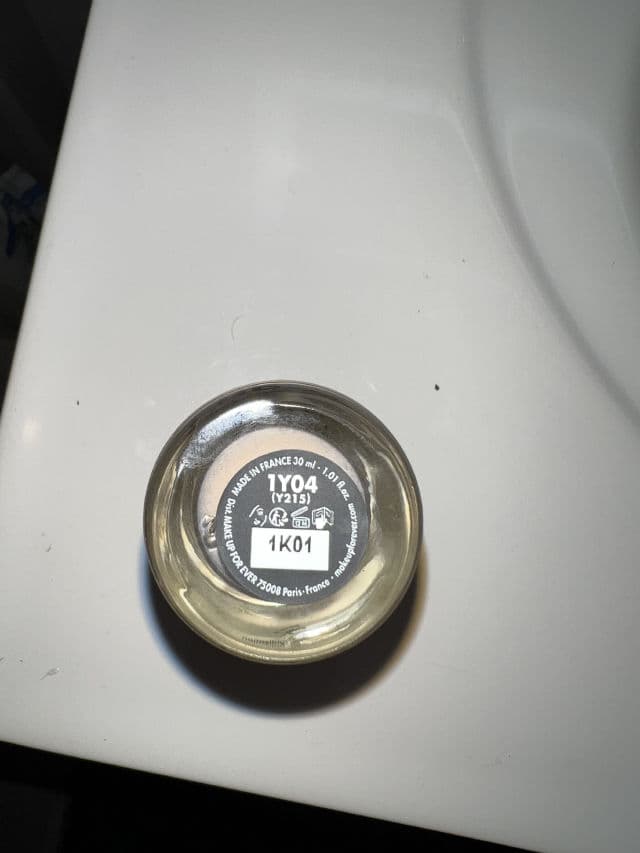 MADE IN FRANCE 30 ml - 1.01 fl.oz.
1Y04
(Y215)
1K01
Dist. MAKE UP FOR EVER 75008 Paris-France • makeupforever.com